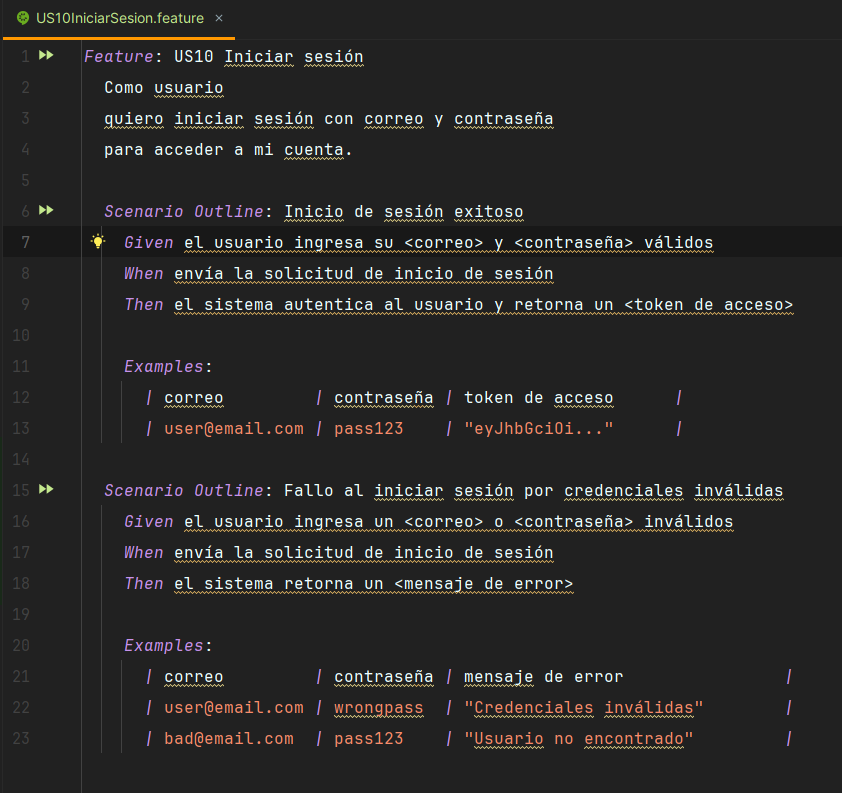 US10IniciarSesion.feature ×
1 Feature: US10 Iniciar sesión
2 Como usuario
3 quiero iniciar sesión con correo y contraseña
4 para acceder a mi cuenta.
5
6 Scenario Outline: Inicio de sesión exitoso
7 Given el usuario ingresa su <correo> y <contraseña> válidos
8 When envía la solicitud de inicio de sesión
9 Then el sistema autentica al usuario y retorna un <token de acceso>
10
11 Examples:
12 | correo | contraseña | token de acceso |
13 | user@email.com | pass123 | "eyJhbGciOi..." |
14
15 Scenario Outline: Fallo al iniciar sesión por credenciales inválidas
16 Given el usuario ingresa un <correo> o <contraseña> inválidos
17 When envía la solicitud de inicio de sesión
18 Then el sistema retorna un <mensaje de error>
19
20 Examples:
21 | correo | contraseña | mensaje de error |
22 | user@email.com | wrongpass | "Credenciales inválidas" |
23 | bad@email.com | pass123 | "Usuario no encontrado" |